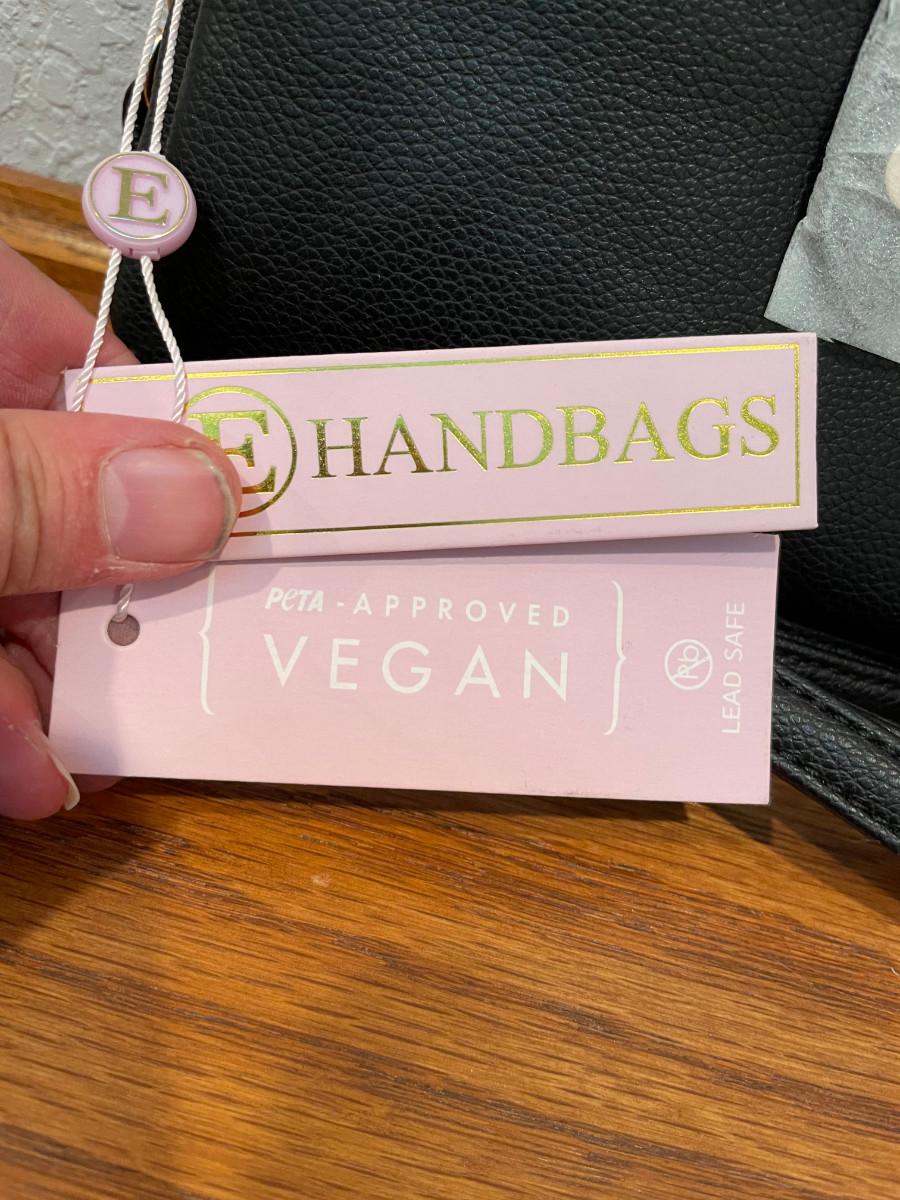 E
E HANDBAGS
PETA-APPROVED
VEGAN
Pb
LEAD SAFE